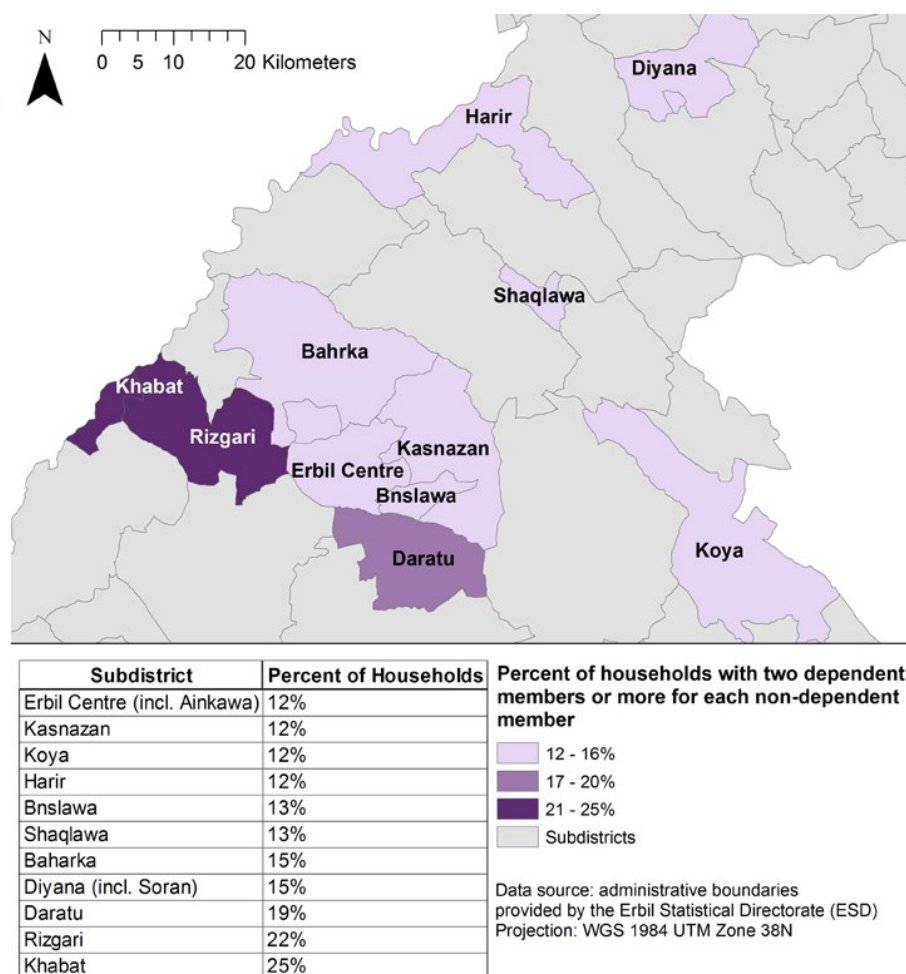 N
0 5 10 20 Kilometers
Diyana
Harir
Shaqlawa
Bahrka
Khabat
Rizgari
Kasnazan
Erbil Centre
Bnslawa
Daratu
Koya
Subdistrict Percent of Households
Erbil Centre (incl. Ainkawa) 12%
Kasnazan 12%
Koya 12%
Harir 12%
Bnslawa 13%
Shaqlawa 13%
Baharka 15%
Diyana (incl. Soran) 15%
Daratu 19%
Rizgari 22%
Khabat 25%
Percent of households with two dependent
members or more for each non-dependent
member
12 - 16%
17 - 20%
21 - 25%
Subdistricts
Data source: administrative boundaries
provided by the Erbil Statistical Directorate (ESD)
Projection: WGS 1984 UTM Zone 38N